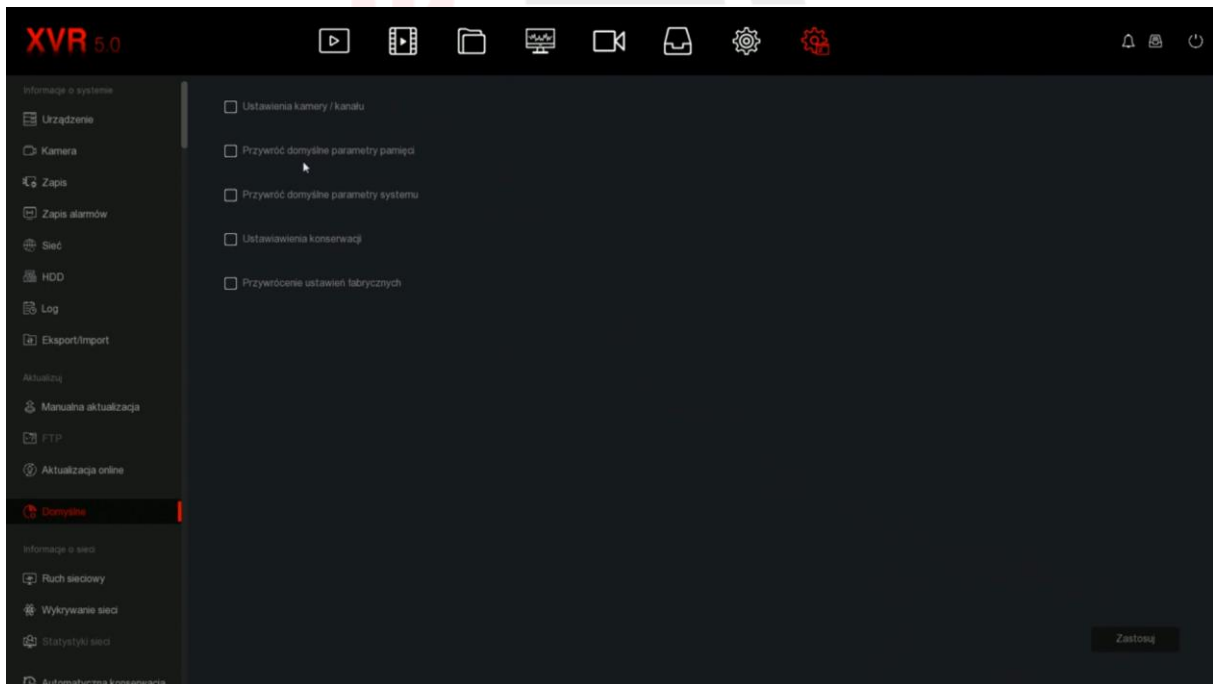 XVR 5.0
Informacje o systemie
Urządzenie
Kamera
Zapis
Zapis alarmów
Sieć
HDD
Log
Eksport/Import
Aktualizuj
Manualna aktualizacja
FTP
Aktualizacja online
Domyślne
Informacje o sieci
Ruch sieciowy
Wykrywanie sieci
Statystyki sieci
Automatyczna konserwacja
Ustawienia kamery / kanału
Przywróć domyślne parametry pamięci
Przywróć domyślne parametry systemu
Ustawiawienia konserwacji
Przywrócenie ustawień fabrycznych
Zastosuj